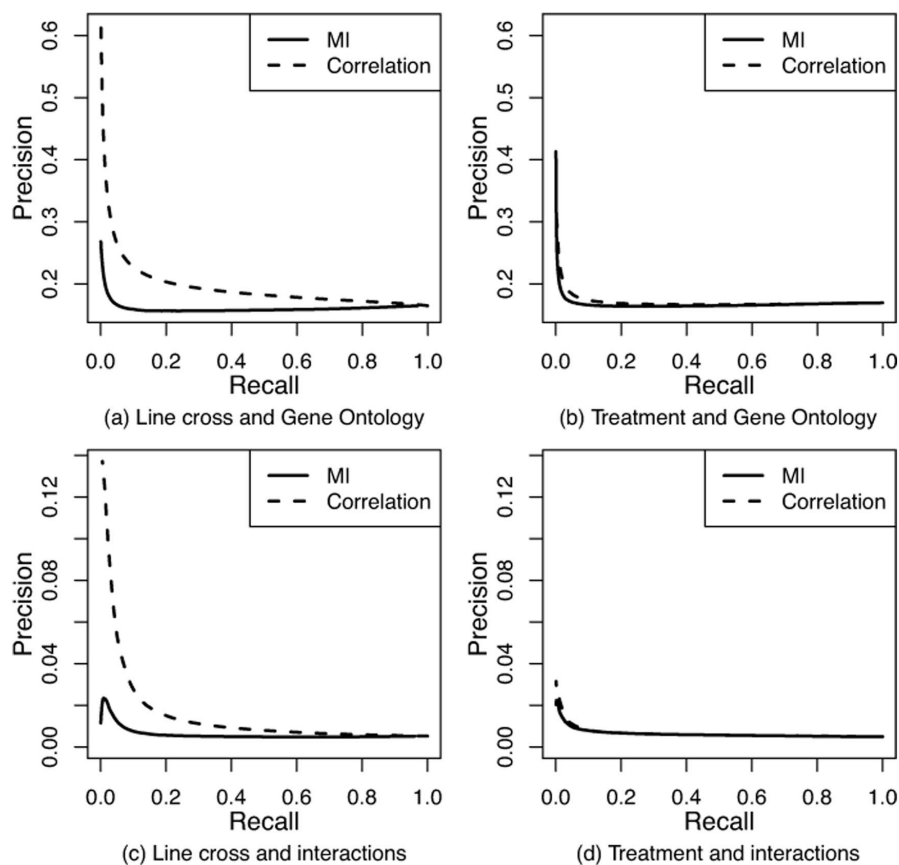 MI
Correlation
Precision
0.6
0.5
0.4
0.3
0.2
0.0 0.2 0.4 0.6 0.8 1.0
Recall
(a) Line cross and Gene Ontology
MI
Correlation
Precision
0.6
0.5
0.4
0.3
0.2
0.0 0.2 0.4 0.6 0.8 1.0
Recall
(b) Treatment and Gene Ontology
MI
Correlation
Precision
0.12
0.08
0.04
0.00
0.0 0.2 0.4 0.6 0.8 1.0
Recall
(c) Line cross and interactions
MI
Correlation
Precision
0.12
0.08
0.04
0.00
0.0 0.2 0.4 0.6 0.8 1.0
Recall
(d) Treatment and interactions